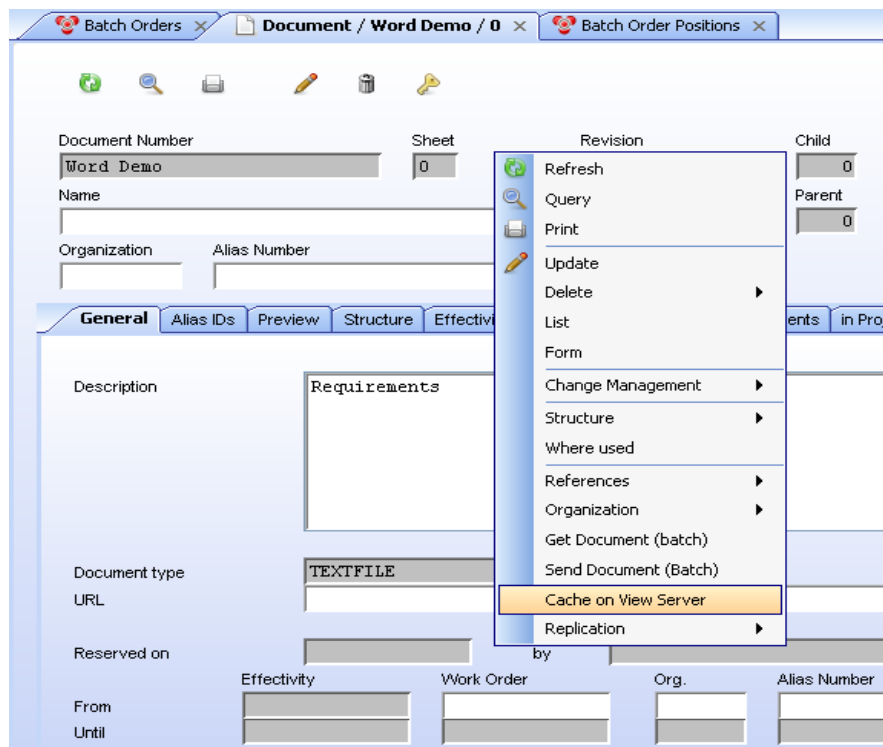 Batch Orders Document / Word Demo / 0 Batch Order Positions
Document Number Sheet Revision Child
Word Demo 0 0
Name Parent
0
Organization Alias Number
Refresh
Query
Print
Update
Delete
List
Form
Change Management
Structure
Where used
References
Organization
Get Document (batch)
Send Document (Batch)
Cache on View Server
Replication
General Alias IDs Preview Structure Effectivi ents in Pro
Description Requirements
Document type TEXTFILE
URL
Reserved on by
Effectivity Work Order Org. Alias Number
From
Until